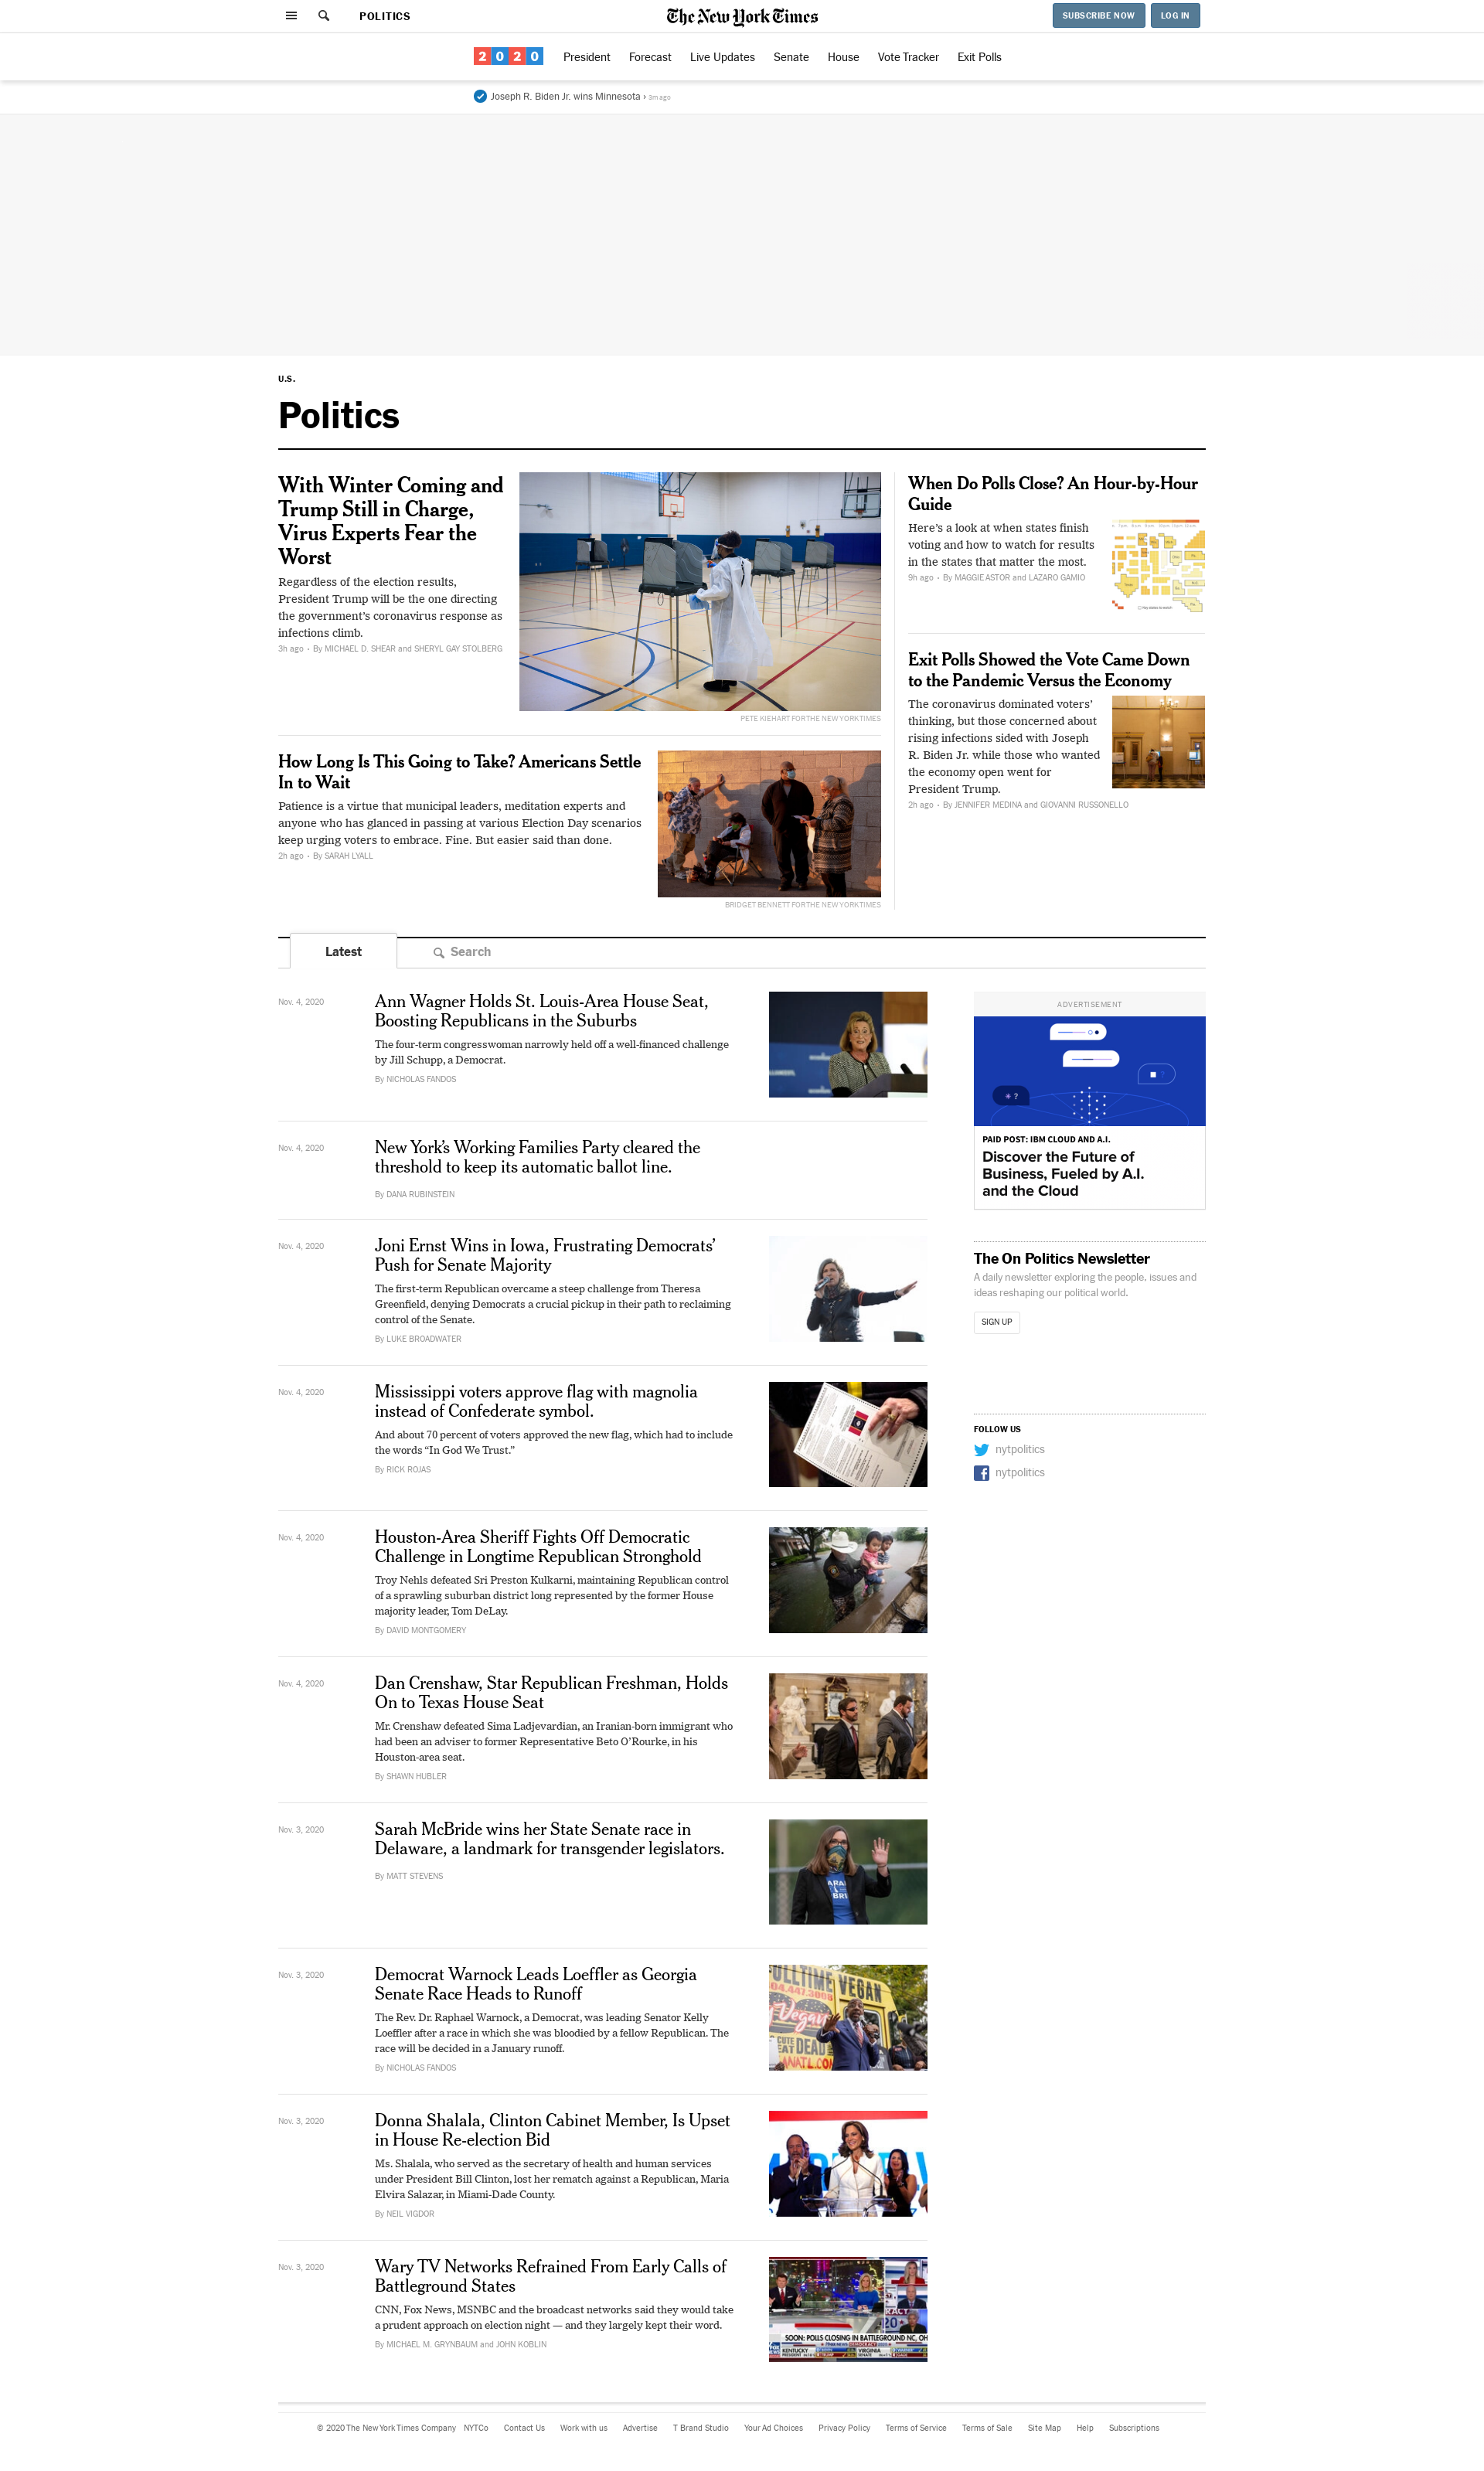 POLITICS
The New York Times
SUBSCRIBE NOW
LOG IN
2020
President
Forecast
Live Updates
Senate
House
Vote Tracker
Exit Polls
Joseph R. Biden Jr. wins Minnesota › 3m ago
U.S.
Politics
With Winter Coming and
Trump Still in Charge,
Virus Experts Fear the
Worst
Regardless of the election results,
President Trump will be the one directing
the government’s coronavirus response as
infections climb.
3h ago • By MICHAEL D. SHEAR and SHERYL GAY STOLBERG
PETE KIEHART FOR THE NEW YORK TIMES
How Long Is This Going to Take? Americans Settle
In to Wait
Patience is a virtue that municipal leaders, meditation experts and
anyone who has glanced in passing at various Election Day scenarios
keep urging voters to embrace. Fine. But easier said than done.
2h ago • By SARAH LYALL
BRIDGET BENNETT FOR THE NEW YORK TIMES
When Do Polls Close? An Hour-by-Hour
Guide
Here’s a look at when states finish
voting and how to watch for results
in the states that matter the most.
9h ago • By MAGGIE ASTOR and LAZARO GAMIO
Exit Polls Showed the Vote Came Down
to the Pandemic Versus the Economy
The coronavirus dominated voters’
thinking, but those concerned about
rising infections sided with Joseph
R. Biden Jr. while those who wanted
the economy open went for
President Trump.
2h ago • By JENNIFER MEDINA and GIOVANNI RUSSONELLO
Latest
Search
Nov. 4, 2020
Ann Wagner Holds St. Louis-Area House Seat,
Boosting Republicans in the Suburbs
The four-term congresswoman narrowly held off a well-financed challenge
by Jill Schupp, a Democrat.
By NICHOLAS FANDOS
Nov. 4, 2020
New York’s Working Families Party cleared the
threshold to keep its automatic ballot line.
By DANA RUBINSTEIN
Nov. 4, 2020
Joni Ernst Wins in Iowa, Frustrating Democrats’
Push for Senate Majority
The first-term Republican overcame a steep challenge from Theresa
Greenfield, denying Democrats a crucial pickup in their path to reclaiming
control of the Senate.
By LUKE BROADWATER
Nov. 4, 2020
Mississippi voters approve flag with magnolia
instead of Confederate symbol.
And about 70 percent of voters approved the new flag, which had to include
the words “In God We Trust.”
By RICK ROJAS
Nov. 4, 2020
Houston-Area Sheriff Fights Off Democratic
Challenge in Longtime Republican Stronghold
Troy Nehls defeated Sri Preston Kulkarni, maintaining Republican control
of a sprawling suburban district long represented by the former House
majority leader, Tom DeLay.
By DAVID MONTGOMERY
Nov. 4, 2020
Dan Crenshaw, Star Republican Freshman, Holds
On to Texas House Seat
Mr. Crenshaw defeated Sima Ladjevardian, an Iranian-born immigrant who
had been an adviser to former Representative Beto O’Rourke, in his
Houston-area seat.
By SHAWN HUBLER
Nov. 3, 2020
Sarah McBride wins her State Senate race in
Delaware, a landmark for transgender legislators.
By MATT STEVENS
Nov. 3, 2020
Democrat Warnock Leads Loeffler as Georgia
Senate Race Heads to Runoff
The Rev. Dr. Raphael Warnock, a Democrat, was leading Senator Kelly
Loeffler after a race in which she was bloodied by a fellow Republican. The
race will be decided in a January runoff.
By NICHOLAS FANDOS
Nov. 3, 2020
Donna Shalala, Clinton Cabinet Member, Is Upset
in House Re-election Bid
Ms. Shalala, who served as the secretary of health and human services
under President Bill Clinton, lost her rematch against a Republican, Maria
Elvira Salazar, in Miami-Dade County.
By NEIL VIGDOR
Nov. 3, 2020
Wary TV Networks Refrained From Early Calls of
Battleground States
CNN, Fox News, MSNBC and the broadcast networks said they would take
a prudent approach on election night — and they largely kept their word.
By MICHAEL M. GRYNBAUM and JOHN KOBLIN
SOON: POLLS CLOSING IN BATTLEGROUND NC, OH
KENTUCKY
VIRGINIA
ADVERTISEMENT
PAID POST: IBM CLOUD AND A.I.
Discover the Future of
Business, Fueled by A.I.
and the Cloud
The On Politics Newsletter
A daily newsletter exploring the people, issues and
ideas reshaping our political world.
SIGN UP
FOLLOW US
nytpolitics
nytpolitics
© 2020 The New York Times Company
NYTCo
Contact Us
Work with us
Advertise
T Brand Studio
Your Ad Choices
Privacy Policy
Terms of Service
Terms of Sale
Site Map
Help
Subscriptions